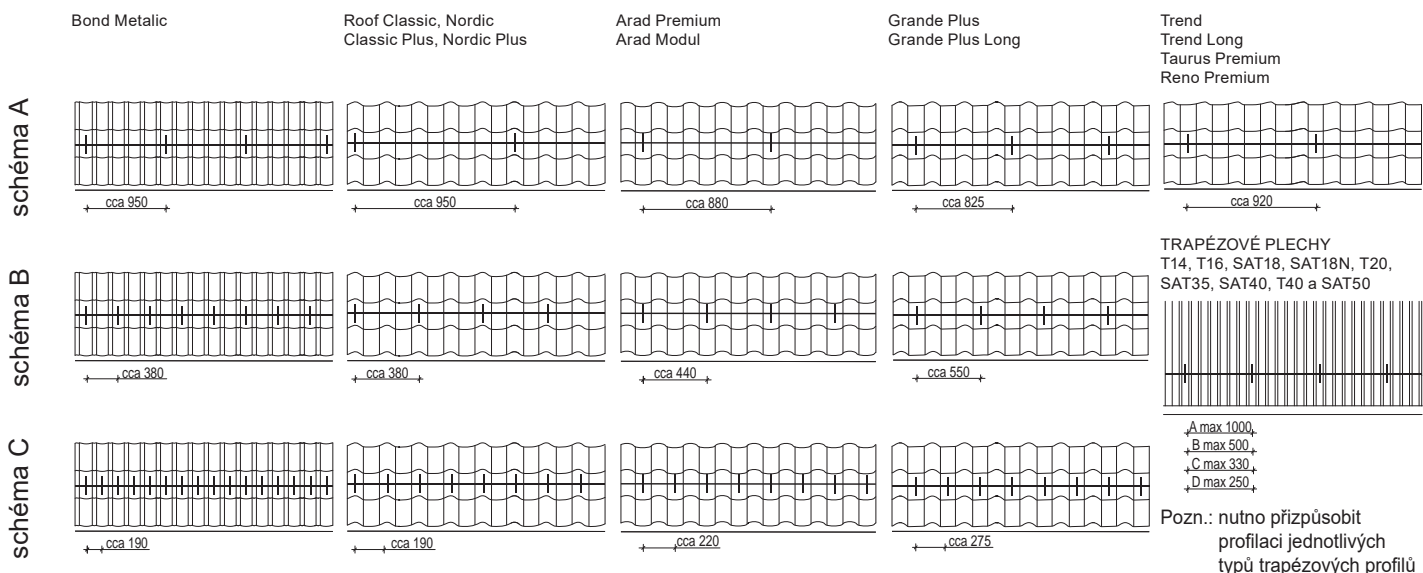 Bond Metalic
Roof Classic, Nordic
Classic Plus, Nordic Plus
Arad Premium
Arad Modul
Grande Plus
Grande Plus Long
Trend
Trend Long
Taurus Premium
Reno Premium
schéma A
cca 950
cca 950
cca 880
cca 825
cca 920
schéma B
cca 380
cca 380
cca 440
cca 550
TRAPÉZOVÉ PLECHY
T14, T16, SAT18, SAT18N, T20,
SAT35, SAT40, T40 a SAT50
A max 1000
B max 500
C max 330
D max 250
schéma C
cca 190
cca 190
cca 220
cca 275
Pozn.: nutno přizpůsobit
profilaci jednotlivých
typů trapézových profilů